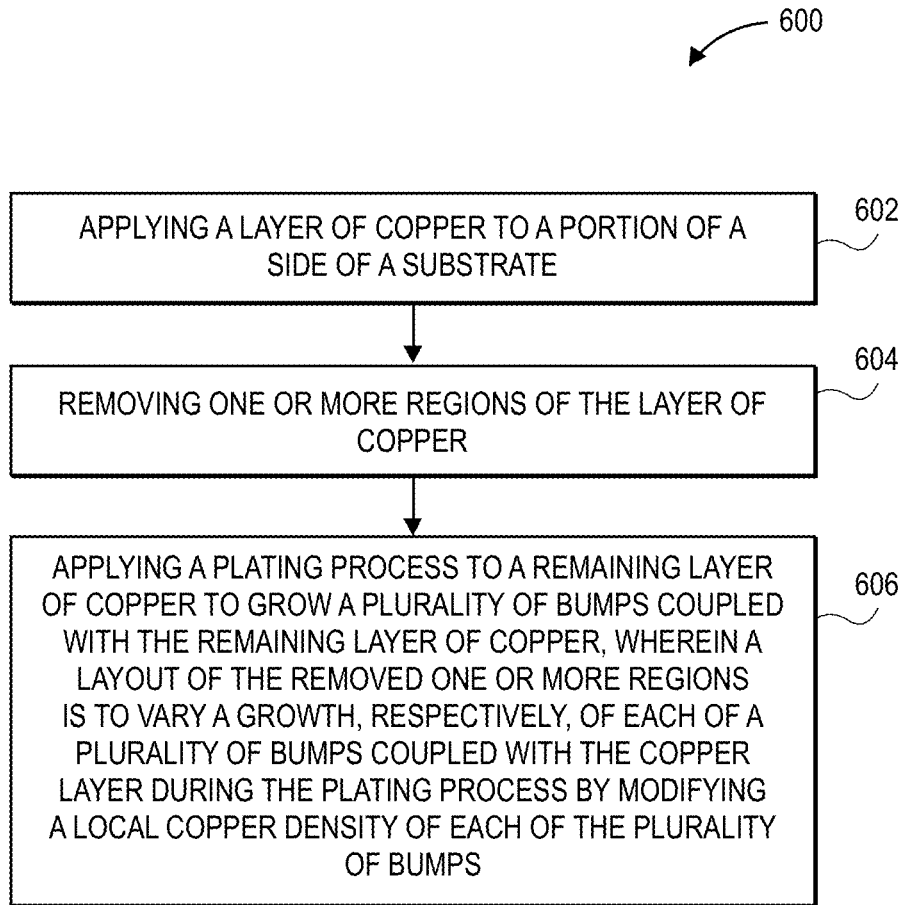 600
APPLYING A LAYER OF COPPER TO A PORTION OF A
SIDE OF A SUBSTRATE
602
REMOVING ONE OR MORE REGIONS OF THE LAYER OF
COPPER
604
APPLYING A PLATING PROCESS TO A REMAINING LAYER
OF COPPER TO GROW A PLURALITY OF BUMPS COUPLED
WITH THE REMAINING LAYER OF COPPER, WHEREIN A
LAYOUT OF THE REMOVED ONE OR MORE REGIONS
IS TO VARY A GROWTH, RESPECTIVELY, OF EACH OF A
PLURALITY OF BUMPS COUPLED WITH THE COPPER
LAYER DURING THE PLATING PROCESS BY MODIFYING
A LOCAL COPPER DENSITY OF EACH OF THE PLURALITY
OF BUMPS
606